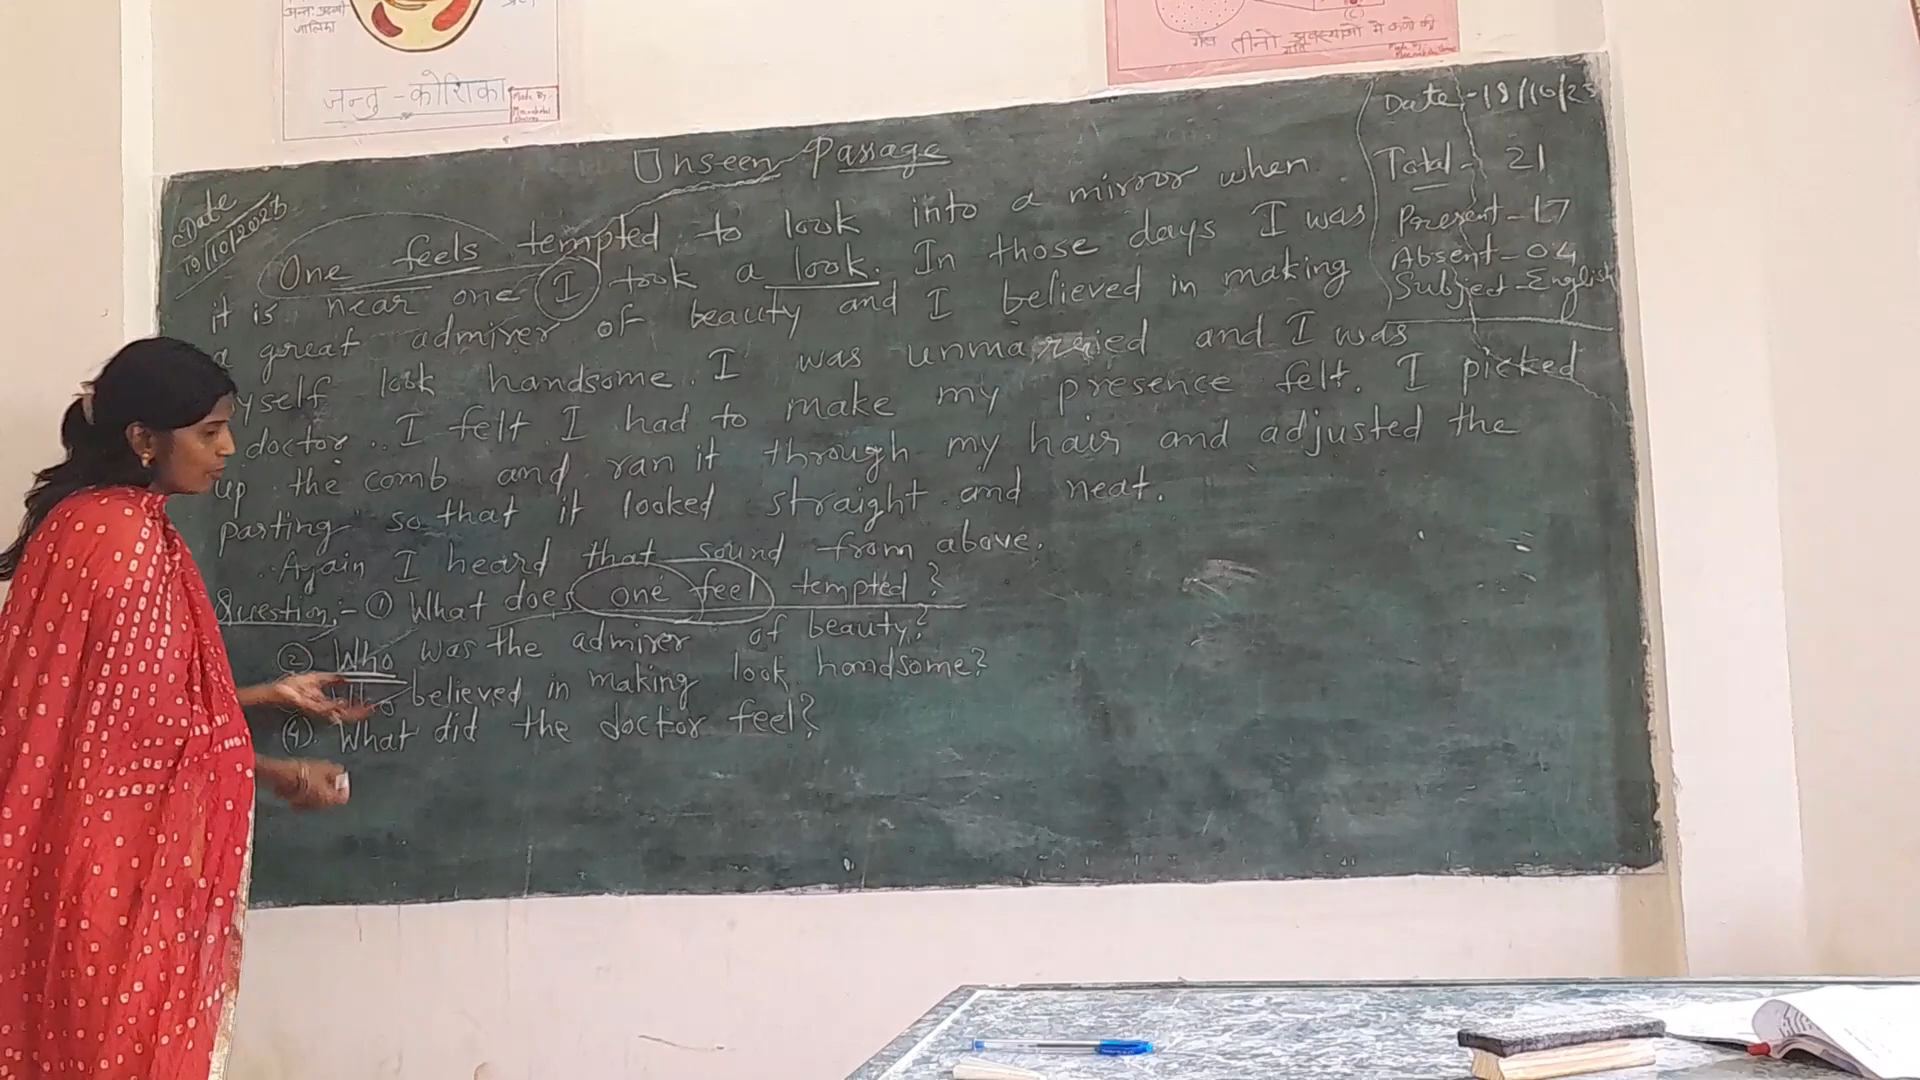 जालिका
जन्तु-कोशिका
Made By
तीनो अवस्थाओं मे कणो की
(C)
Unseen Passage
Date
19/10/2023
Date:-19/10/23
Total - 21
Present - 17
Absent - 04
Subject - English
One feels tempted to look into a mirror when
it is near one I took a look. In those days I was
a great admirer of beauty and I believed in making
yself look handsome. I was unmarried and I was
doctor. I felt I had to make my presence felt. I picked
up the comb and ran it through my hair and adjusted the
parting so that it looked straight and neat.
Again I heard that sound from above.
Question:- ① What does one feel tempted?
② Who was the admirer of beauty?
Who believed in making look handsome?
④. What did the doctor feel?